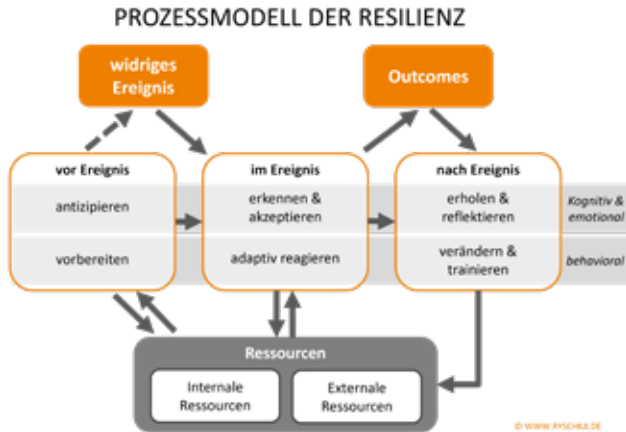 PROZESSMODELL DER RESILIENZ
widriges
Ereignis
Outcomes
vor Ereignis
im Ereignis
nach Ereignis
antizipieren
erkennen &
akzeptieren
erholen &
reflektieren
Kognitiv &
emotional
vorbereiten
adaptiv reagieren
verändern &
trainieren
behavioral
Ressourcen
Internale
Ressourcen
Externale
Ressourcen
© WWW.RYSCHKI.DE